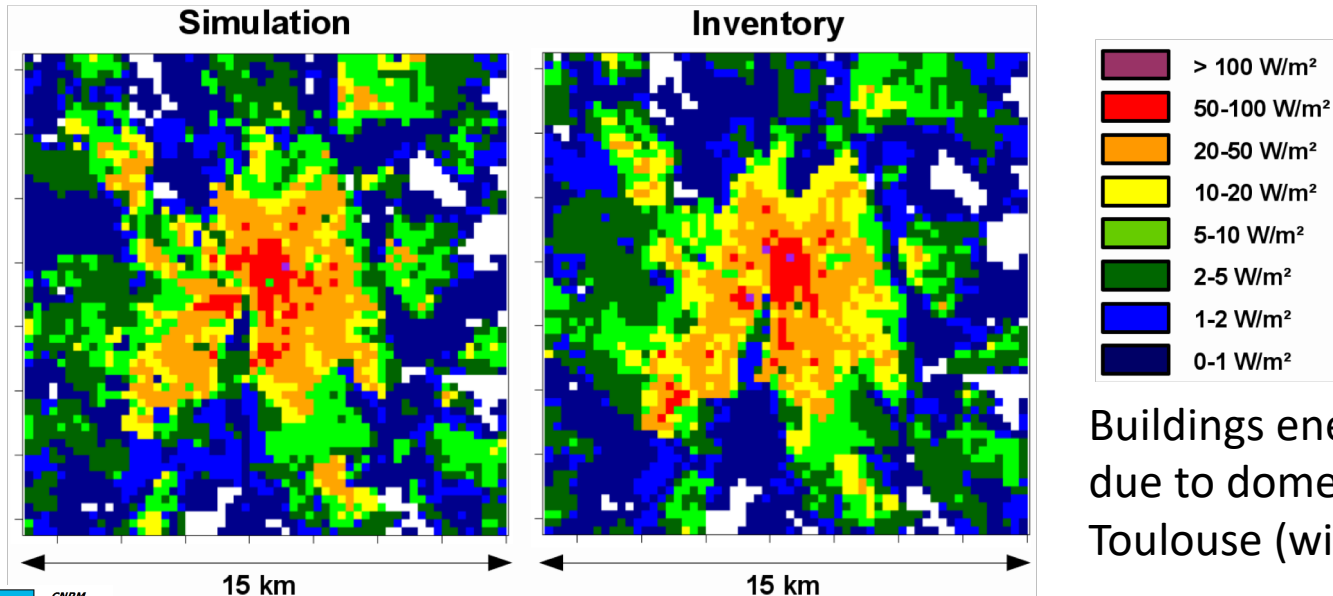 Simulation
Inventory
> 100 W/m²
50-100 W/m²
20-50 W/m²
10-20 W/m²
5-10 W/m²
2-5 W/m²
1-2 W/m²
0-1 W/m²
Buildings ene
due to dome
Toulouse (wi
15 km
15 km
CNRM